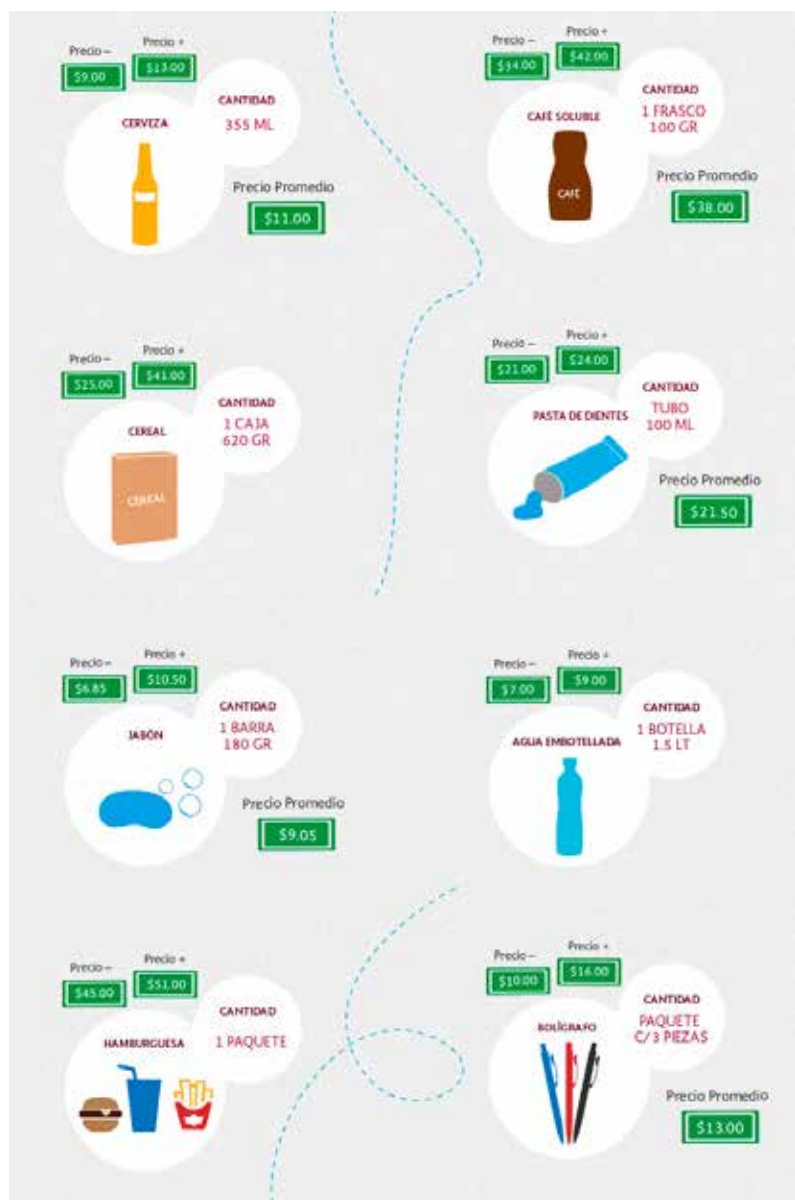 Precio –
Precio +
$9.00
$13.00
CERVEZA
CANTIDAD
355 ML
Precio Promedio
$11.00
Precio –
Precio +
$34.00
$42.00
CAFÉ SOLUBLE
CANTIDAD
1 FRASCO
100 GR
CAFÉ
Precio Promedio
$38.00
Precio –
Precio +
$25.00
$41.00
CEREAL
CANTIDAD
1 CAJA
620 GR
CEREAL
Precio –
Precio +
$21.00
$24.00
PASTA DE DIENTES
CANTIDAD
TUBO
100 ML
Precio Promedio
$21.50
Precio –
Precio +
$6.85
$10.50
JABÓN
CANTIDAD
1 BARRA
180 GR
Precio Promedio
$9.05
Precio –
Precio +
$7.00
$9.00
AGUA EMBOTELLADA
CANTIDAD
1 BOTELLA
1.5 LT
Precio –
Precio +
$45.00
$51.00
HAMBURGUESA
CANTIDAD
1 PAQUETE
Precio –
Precio +
$10.00
$16.00
BOLÍGRAFO
CANTIDAD
PAQUETE
C/3 PIEZAS
Precio Promedio
$13.00